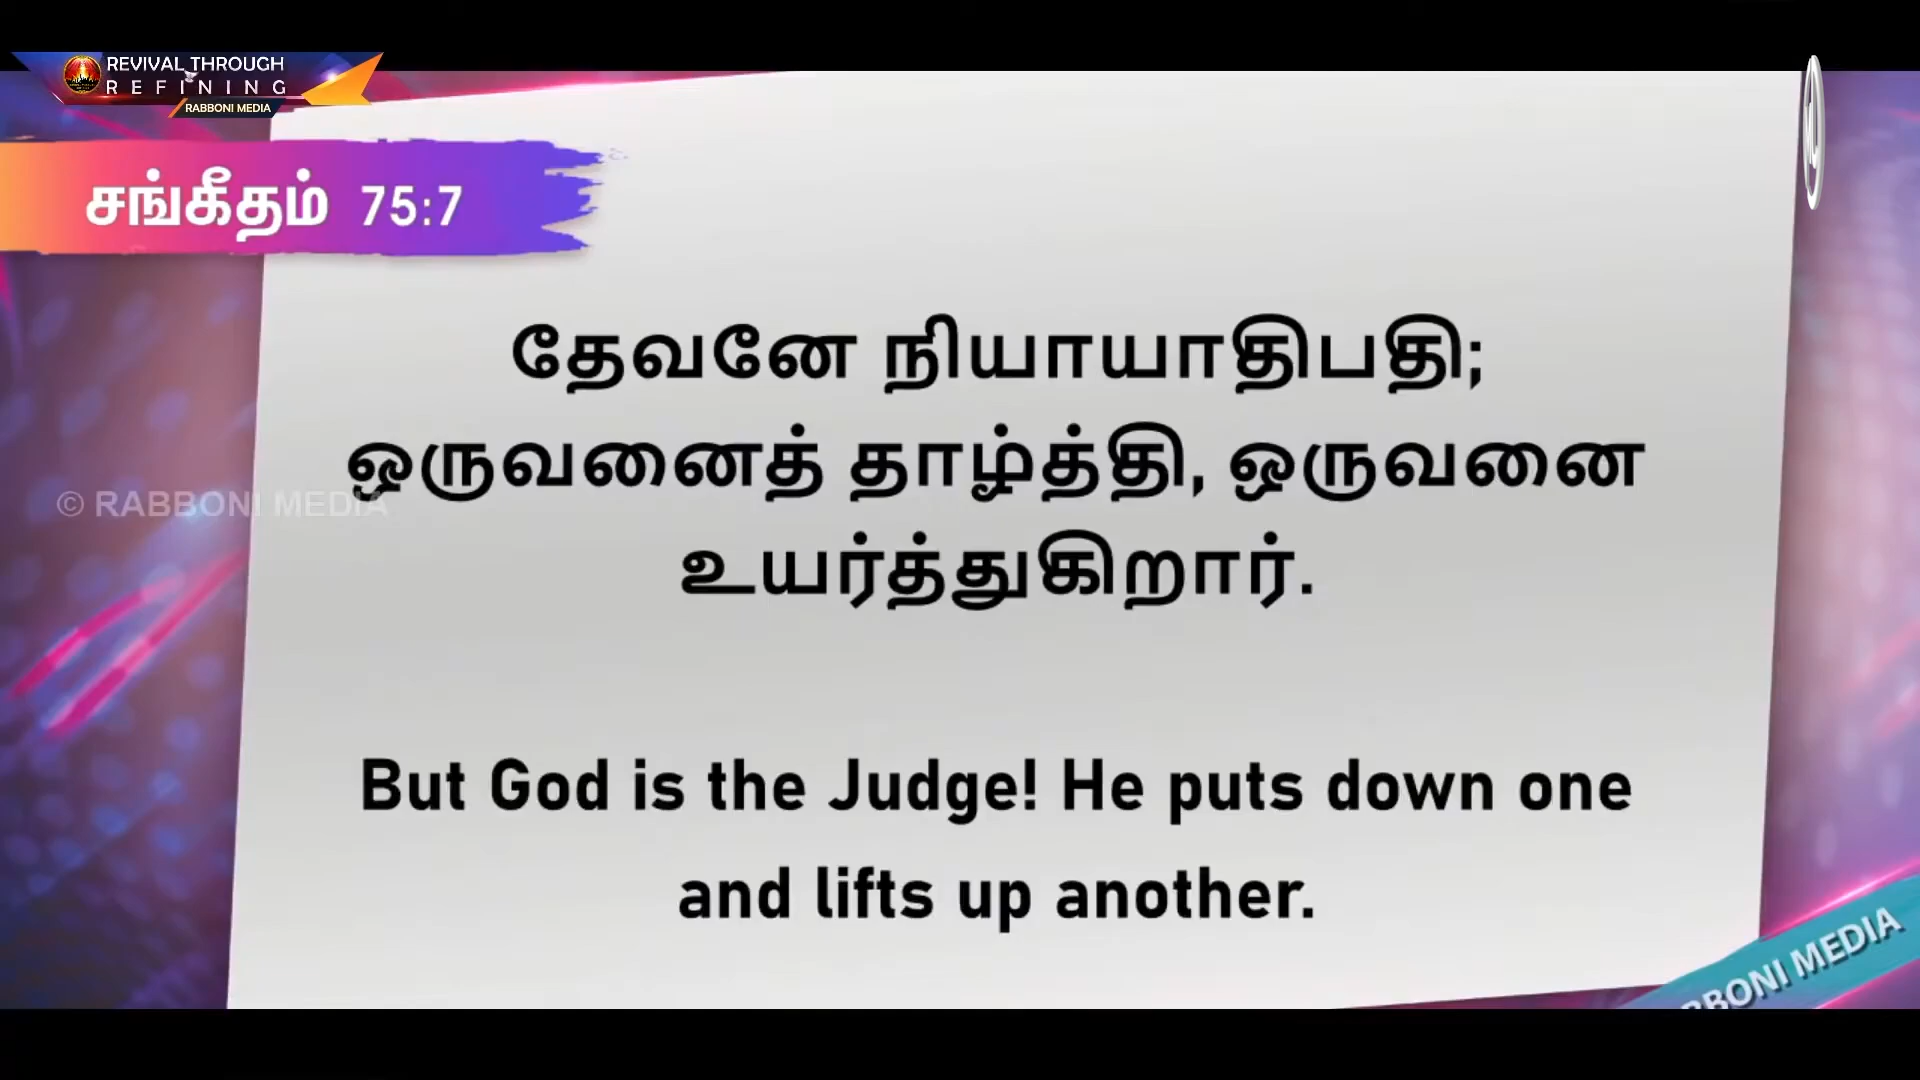 REVIVAL THROUGH
REFINING
RABBONI MEDIA
சங்கீதம் 75:7
தேவனே நியாயாதிபதி;
ஒருவனைத் தாழ்த்தி, ஒருவனை
உயர்த்துகிறார்.
© RABBONI MEDIA
But God is the Judge! He puts down one
and lifts up another.
BBONI MEDIA